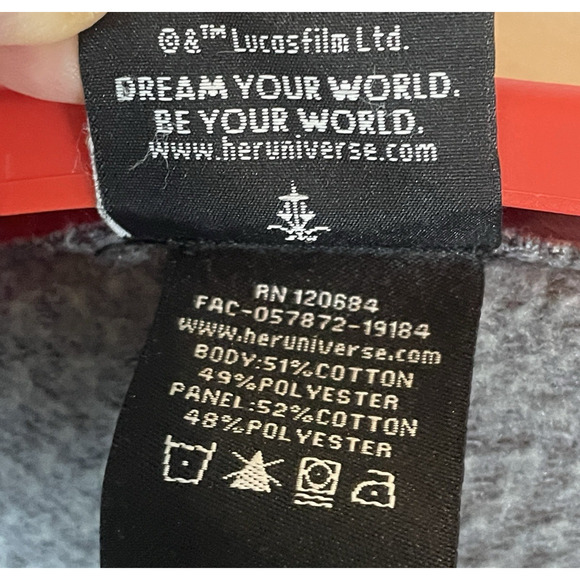 ©&™ Lucasfilm Ltd.
DREAM YOUR WORLD.
BE YOUR WORLD.
www.heruniverse.com
RN 120684
FAC-057872-19184
www.heruniverse.com
BODY:51%COTTON
49%POLYESTER
PANEL:52%COTTON
48%POLYESTER